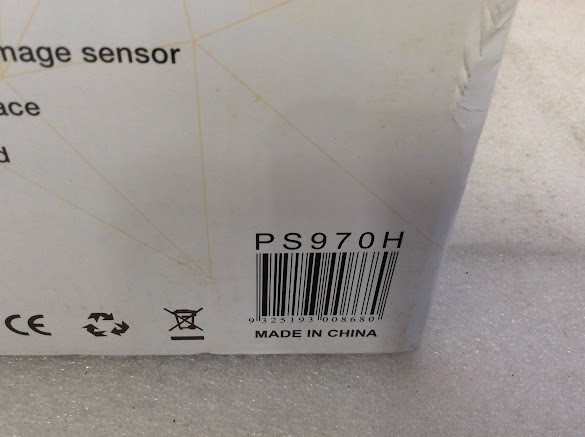 mage sensor
ace
d
PS970H
9 325193 008680
CE
MADE IN CHINA